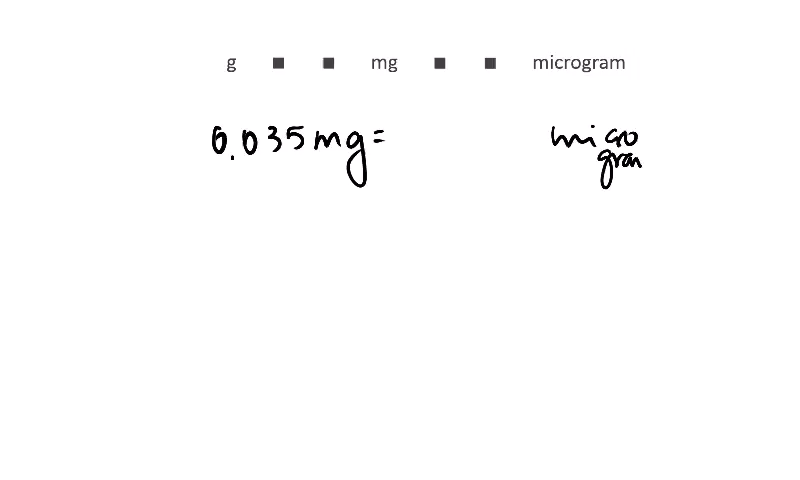 g ■ ■ mg ■ ■ microgram
0.035mg= micro
gram